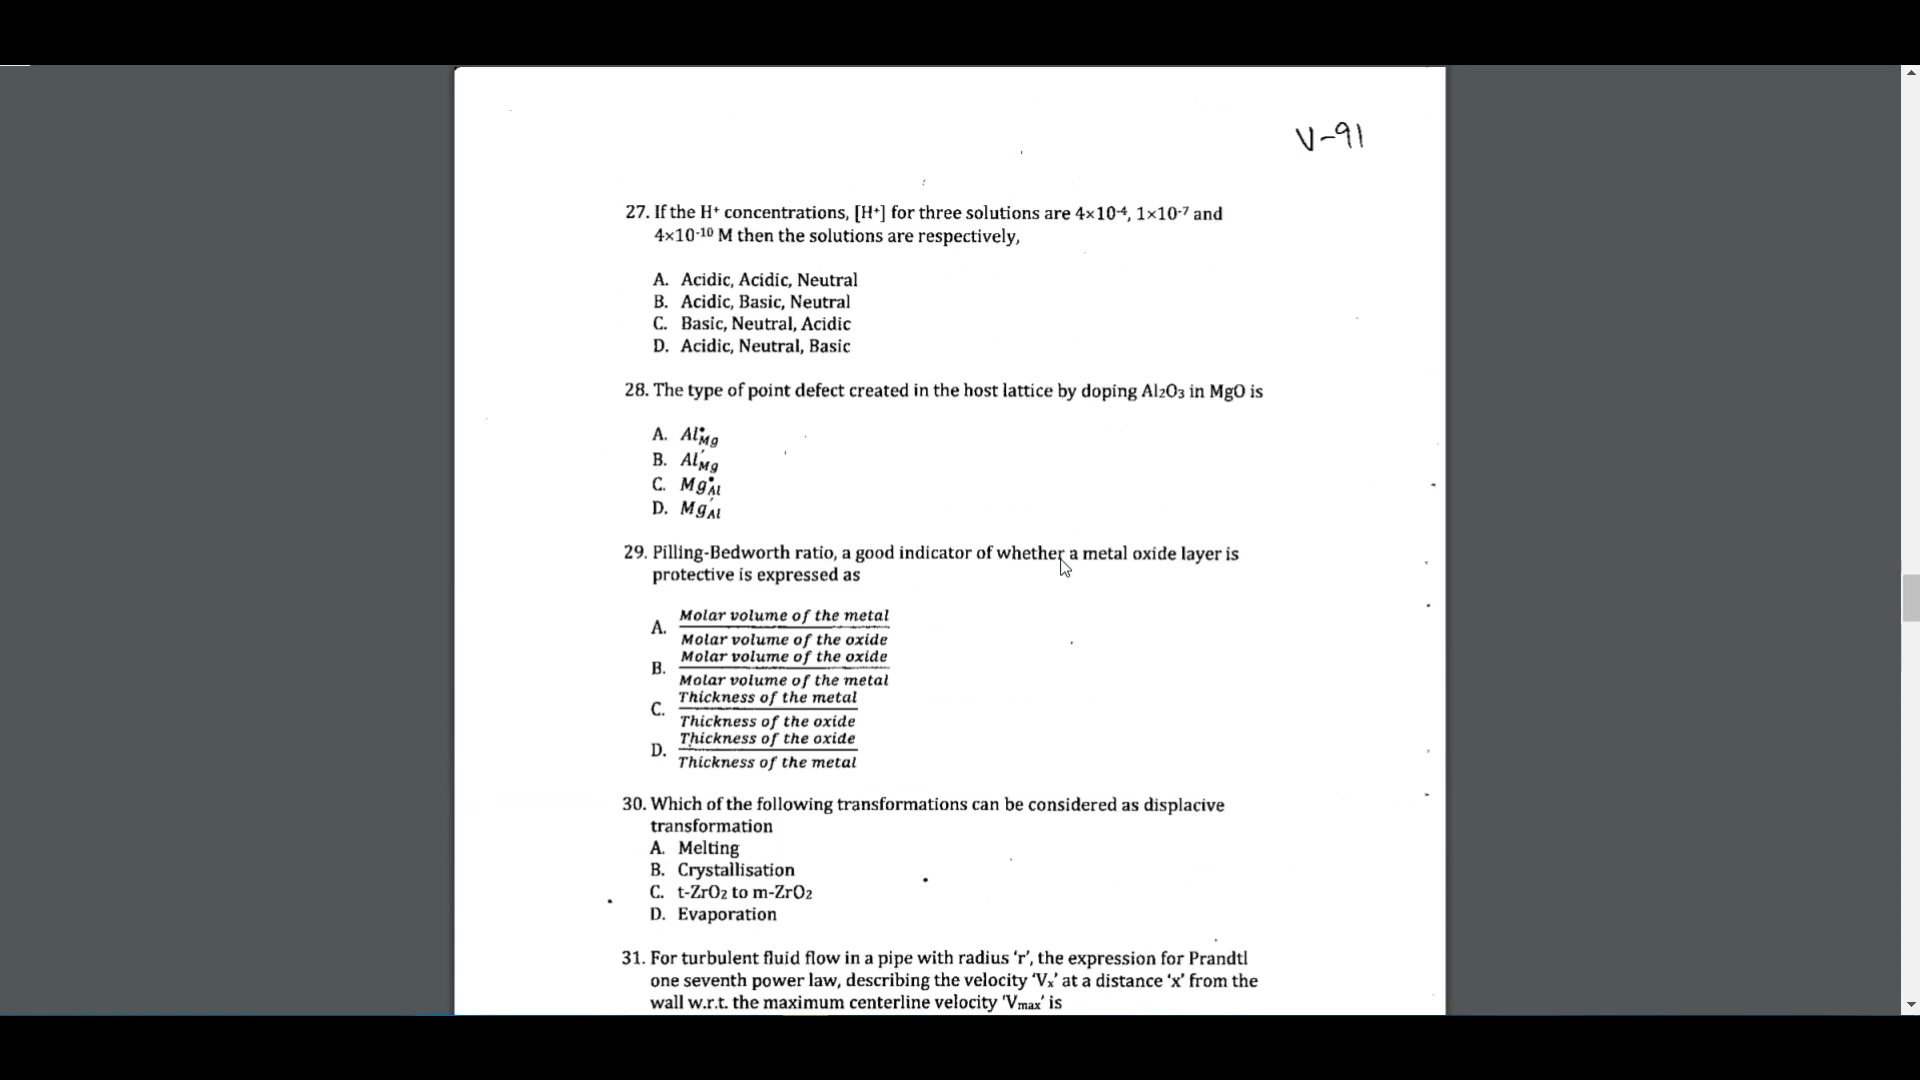 V-91
27. If the H⁺ concentrations, [H⁺] for three solutions are 4×10⁻⁴, 1×10⁻⁷ and
4×10⁻¹⁰ M then the solutions are respectively,
A. Acidic, Acidic, Neutral
B. Acidic, Basic, Neutral
C. Basic, Neutral, Acidic
D. Acidic, Neutral, Basic
28. The type of point defect created in the host lattice by doping Al₂O₃ in MgO is
A. Al•Mg
B. Al′Mg
C. Mg•Al
D. Mg′Al
29. Pilling-Bedworth ratio, a good indicator of whether a metal oxide layer is
protective is expressed as
A. Molar volume of the metal
Molar volume of the oxide
B. Molar volume of the oxide
Molar volume of the metal
C. Thickness of the metal
Thickness of the oxide
D. Thickness of the oxide
Thickness of the metal
30. Which of the following transformations can be considered as displacive
transformation
A. Melting
B. Crystallisation
C. t-ZrO₂ to m-ZrO₂
D. Evaporation
31. For turbulent fluid flow in a pipe with radius ‘r’, the expression for Prandtl
one seventh power law, describing the velocity ‘Vₓ’ at a distance ‘x’ from the
wall w.r.t. the maximum centerline velocity ‘Vmax’ is